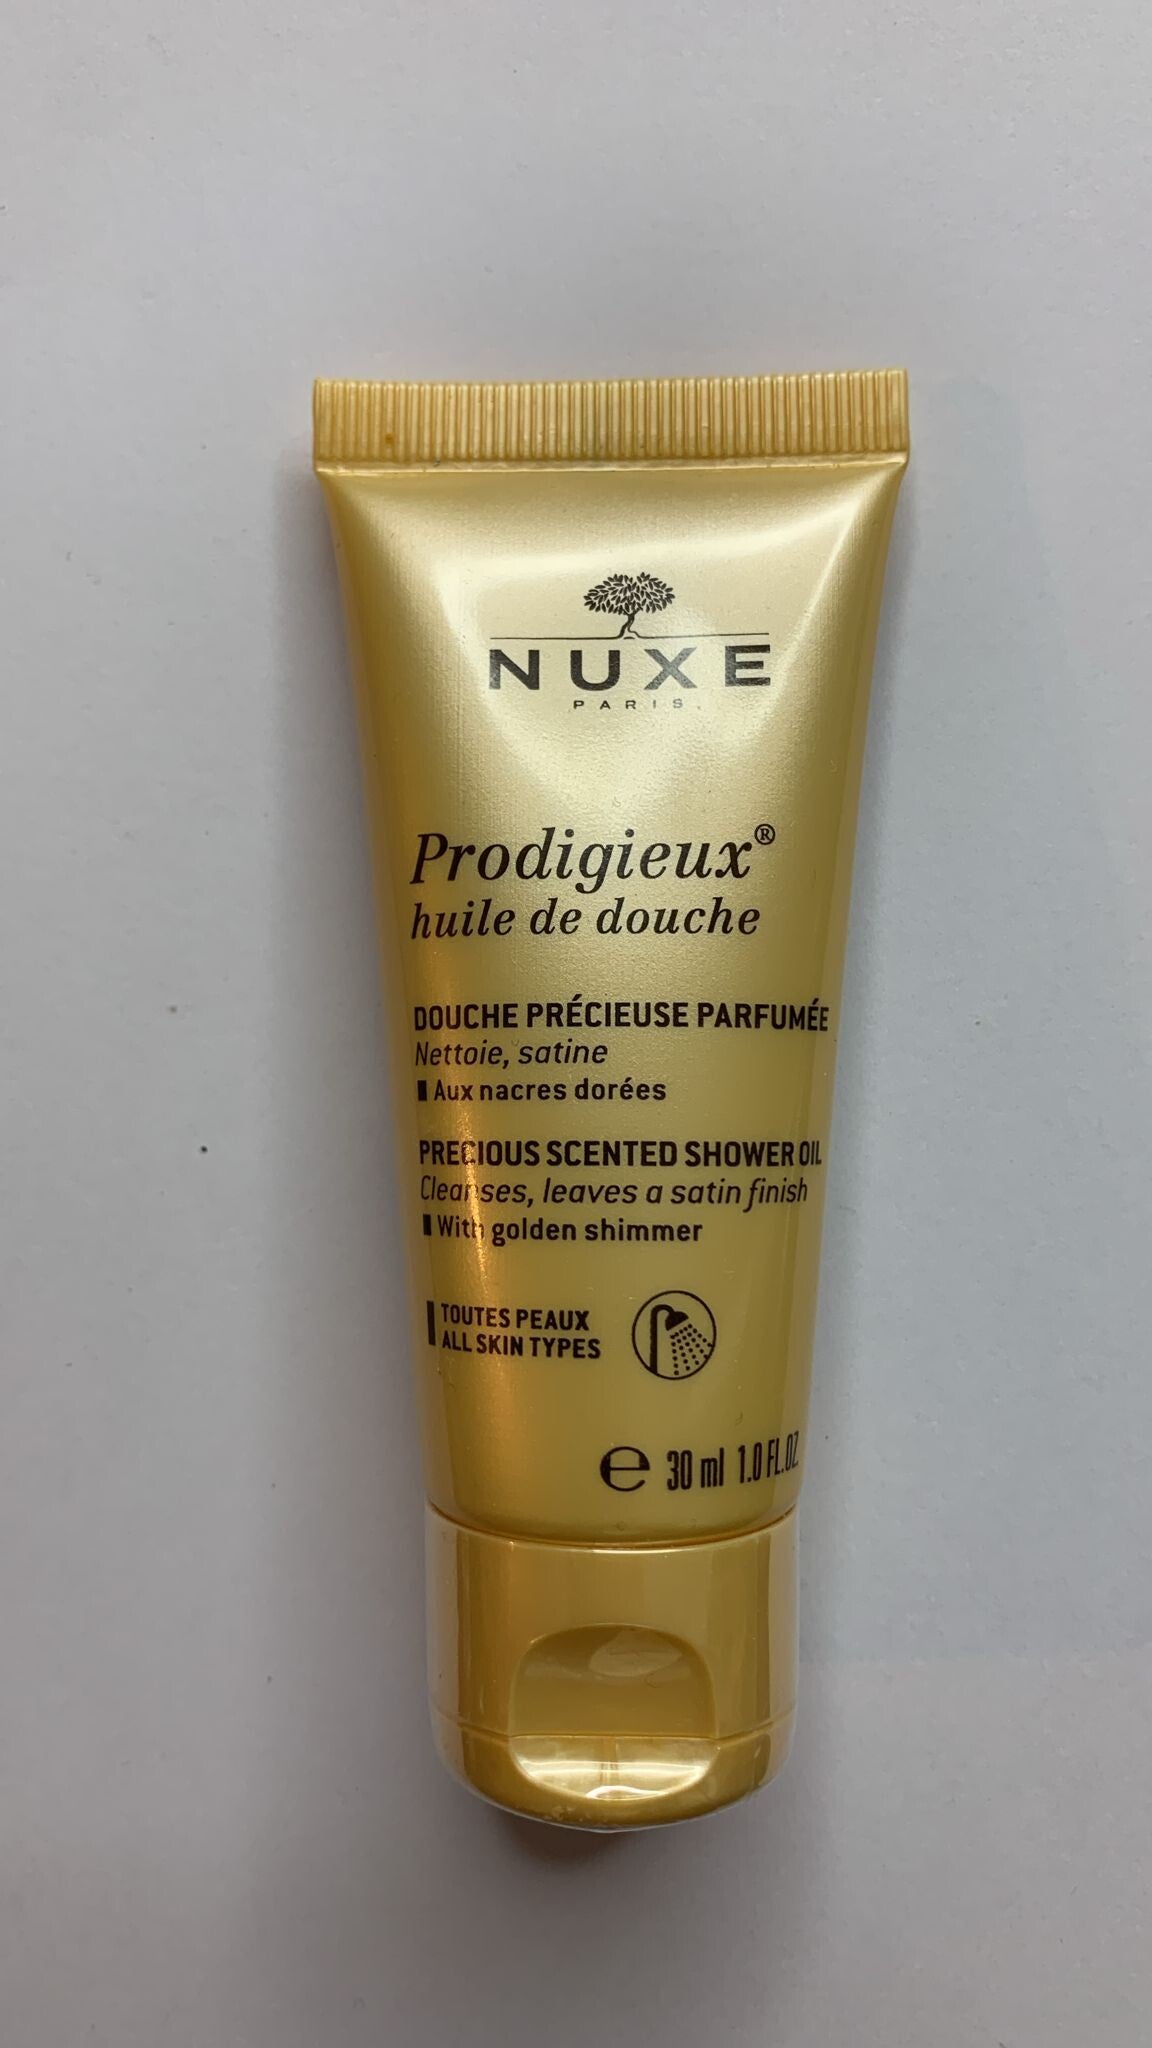 NUXE
PARIS
Prodigieux®
huile de douche
DOUCHE PRÉCIEUSE PARFUMÉE
Nettoie, satine
Aux nacres dorées
PRECIOUS SCENTED SHOWER OIL
Cleanses, leaves a satin finish
With golden shimmer
TOUTES PEAUX
ALL SKIN TYPES
℮ 30 ml 1.0 FL.OZ.